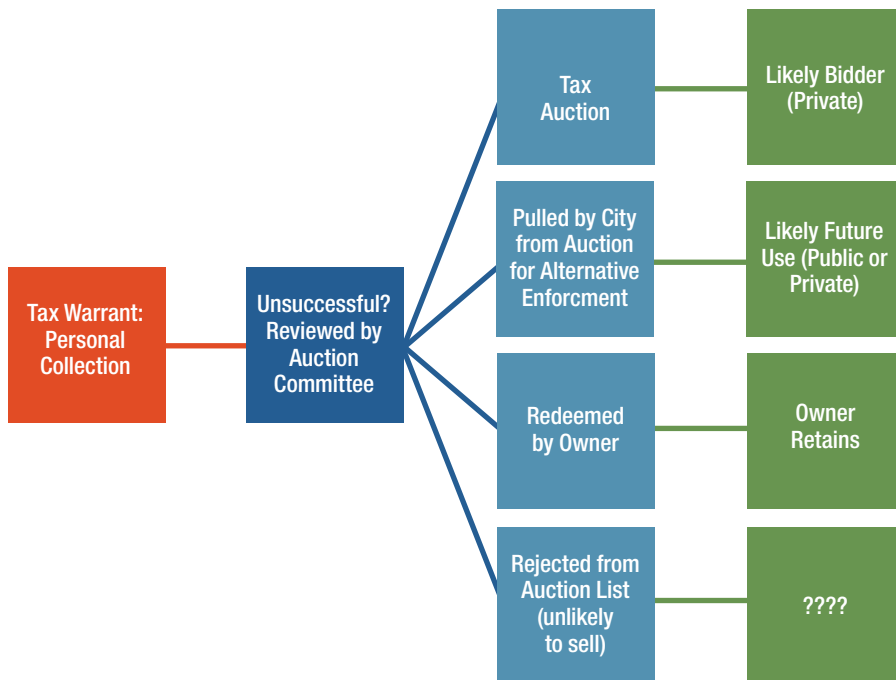 Tax Warrant:
Personal
Collection
Unsuccessful?
Reviewed by
Auction
Committee
Tax
Auction
Likely Bidder
(Private)
Pulled by City
from Auction
for Alternative
Enforcment
Likely Future
Use (Public or
Private)
Redeemed
by Owner
Owner
Retains
Rejected from
Auction List
(unlikely
to sell)
????